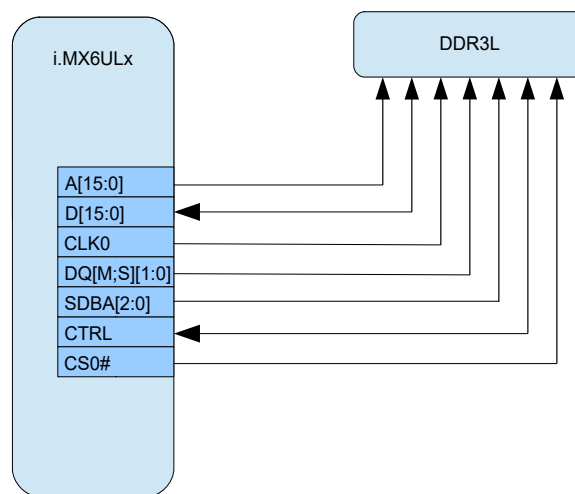 i.MX6ULx
DDR3L
A[15:0]
D[15:0]
CLK0
DQ[M;S][1:0]
SDBA[2:0]
CTRL
CS0#